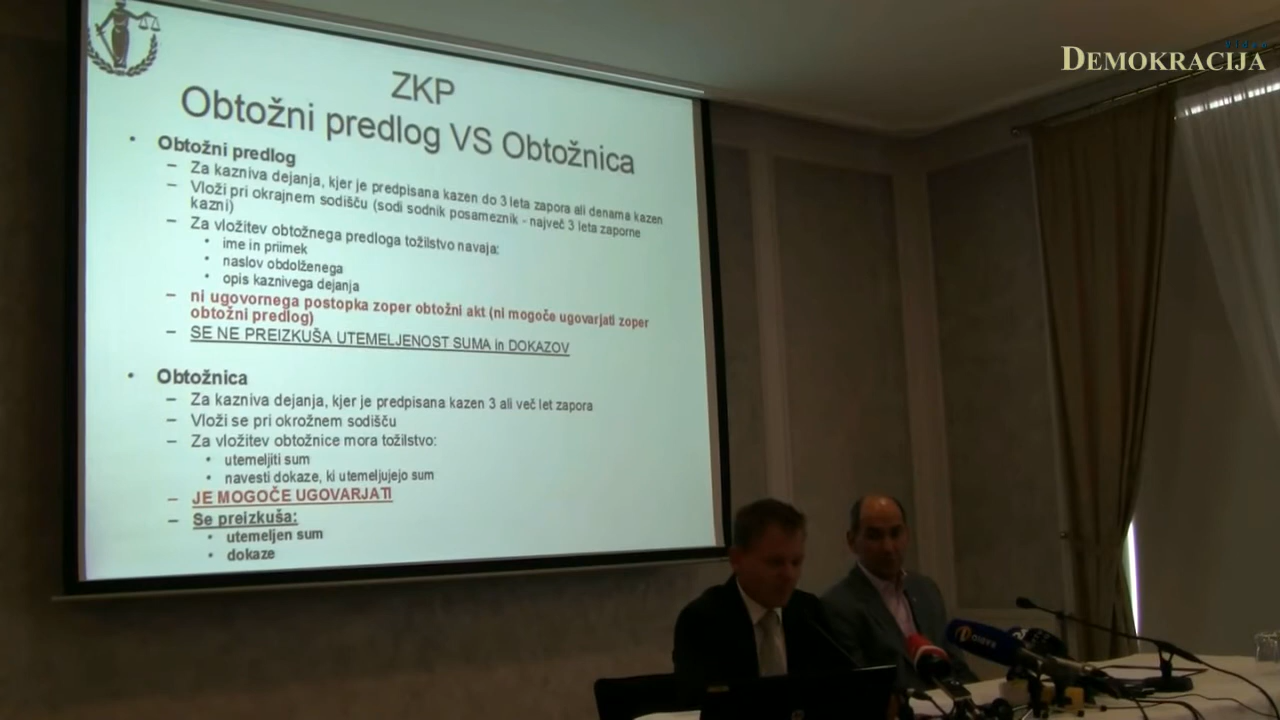 DEMOKRACIJA
ZKP
Obtožni predlog VS Obtožnica
• Obtožni predlog
– Za kazniva dejanja, kjer je predpisana kazen do 3 leta zapora ali denarna kazen
– Vloži pri okrajnem sodišču (sodi sodnik posameznik - največ 3 leta zaporne
kazni)
– Za vložitev obtožnega predloga tožilstvo navaja:
• ime in priimek
• naslov obdolženega
• opis kaznivega dejanja
– ni ugovornega postopka zoper obtožni akt (ni mogoče ugovarjati zoper
obtožni predlog)
– SE NE PREIZKUŠA UTEMELJENOST SUMA in DOKAZOV
• Obtožnica
– Za kazniva dejanja, kjer je predpisana kazen 3 ali več let zapora
– Vloži se pri okrožnem sodišču
– Za vložitev obtožnice mora tožilstvo:
• utemeljiti sum
• navesti dokaze, ki utemeljujejo sum
– JE MOGOČE UGOVARJATI
– Se preizkuša:
• utemeljen sum
• dokaze